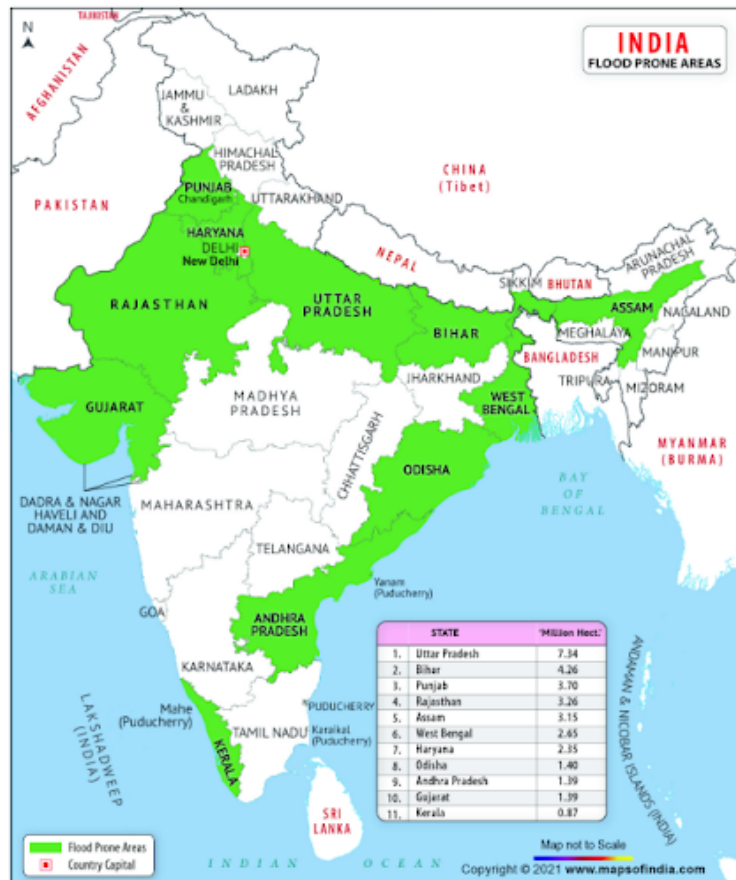 N
INDIA
FLOOD PRONE AREAS
TAJIKISTAN
AFGHANISTAN
PAKISTAN
CHINA
(Tibet)
NEPAL
BHUTAN
BANGLADESH
MYANMAR
(BURMA)
SRI
LANKA
LADAKH
JAMMU
&
KASHMIR
HIMACHAL
PRADESH
PUNJAB
Chandigarh
UTTARAKHAND
HARYANA
DELHI
New Delhi
RAJASTHAN
UTTAR
PRADESH
BIHAR
SIKKIM
ARUNACHAL
PRADESH
ASSAM
NAGALAND
MEGHALAYA
MANIPUR
TRIPURA
MIZORAM
GUJARAT
MADHYA
PRADESH
JHARKHAND
WEST
BENGAL
CHHATTISGARH
ODISHA
DADRA & NAGAR
HAVELI AND
DAMAN & DIU
MAHARASHTRA
TELANGANA
ARABIAN
SEA
BAY
OF
BENGAL
Yanam
(Puducherry)
GOA
ANDHRA
PRADESH
KARNATAKA
Mahe
(Puducherry)
PUDUCHERRY
TAMIL NADU
Karaikal
(Puducherry)
KERALA
LAKSHADWEEP
(INDIA)
ANDAMAN & NICOBAR ISLANDS (INDIA)
STATE 'Million Hect.'
1. Uttar Pradesh 7.34
2. Bihar 4.26
3. Punjab 3.70
4. Rajasthan 3.26
5. Assam 3.15
6. West Bengal 2.65
7. Haryana 2.35
8. Odisha 1.40
9. Andhra Pradesh 1.39
10. Gujarat 1.39
11. Kerala 0.87
Flood Prone Areas
Country Capital
INDIAN OCEAN
Map not to Scale
Copyright © 2021 www.mapsofindia.com